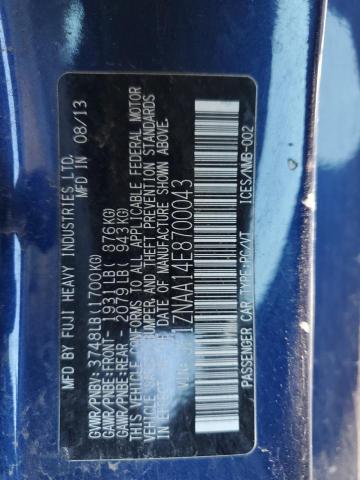 MFD BY FUJI HEAVY INDUSTRIES LTD.
MFD. IN 08/13
GVWR/PNBV 3748LB(1700KG)
GAWR/PNBE:FRONT- 1931LB( 876KG)
GAWR/PNBE:REAR - 2079LB( 943KG)
THIS VEHICLE CONFORMS TO ALL APPLICABLE FEDERAL MOTOR
VEHICLE SAFETY, BUMPER, AND THEFT PREVENTION STANDARDS
IN EFFECT ON THE DATE OF MANUFACTURE SHOWN ABOVE.
1ZNAA14E8700043
PASSENGER CAR TYPE:PC/VT
ICES/NMB-002